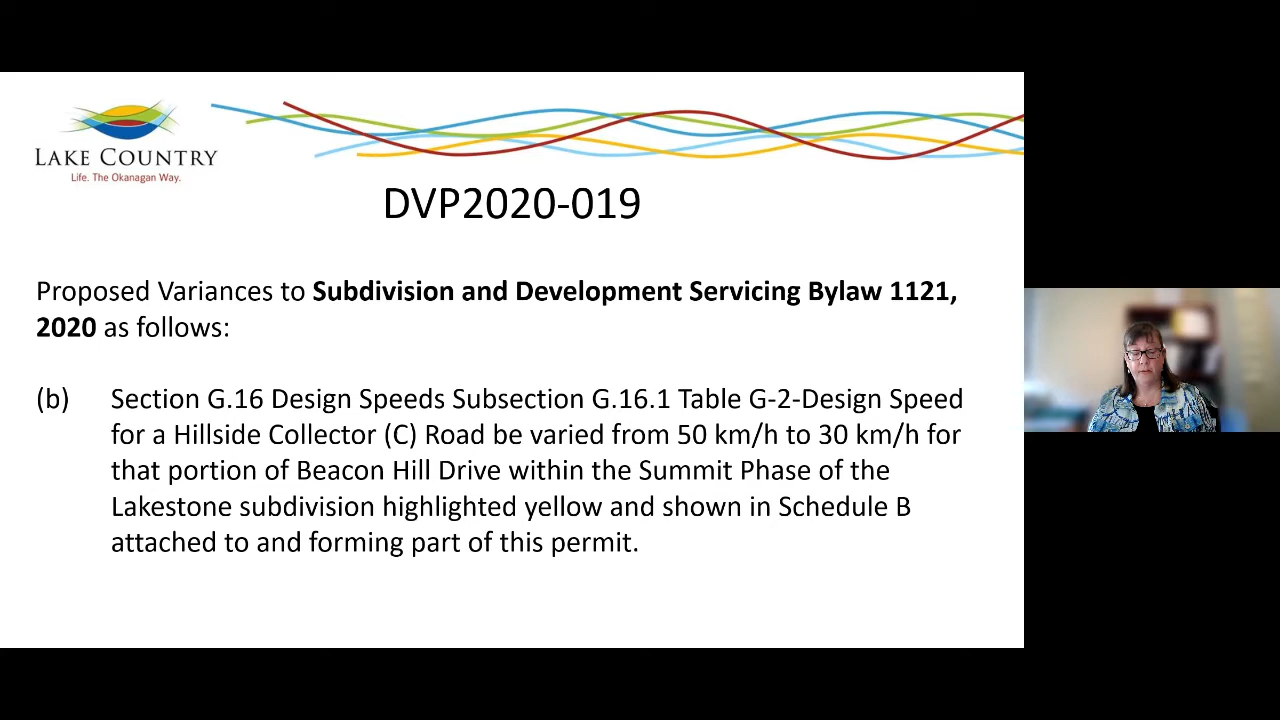 LAKE COUNTRY
Life. The Okanagan Way.
DVP2020-019
Proposed Variances to Subdivision and Development Servicing Bylaw 1121,
2020 as follows:
(b) Section G.16 Design Speeds Subsection G.16.1 Table G-2-Design Speed
for a Hillside Collector (C) Road be varied from 50 km/h to 30 km/h for
that portion of Beacon Hill Drive within the Summit Phase of the
Lakestone subdivision highlighted yellow and shown in Schedule B
attached to and forming part of this permit.